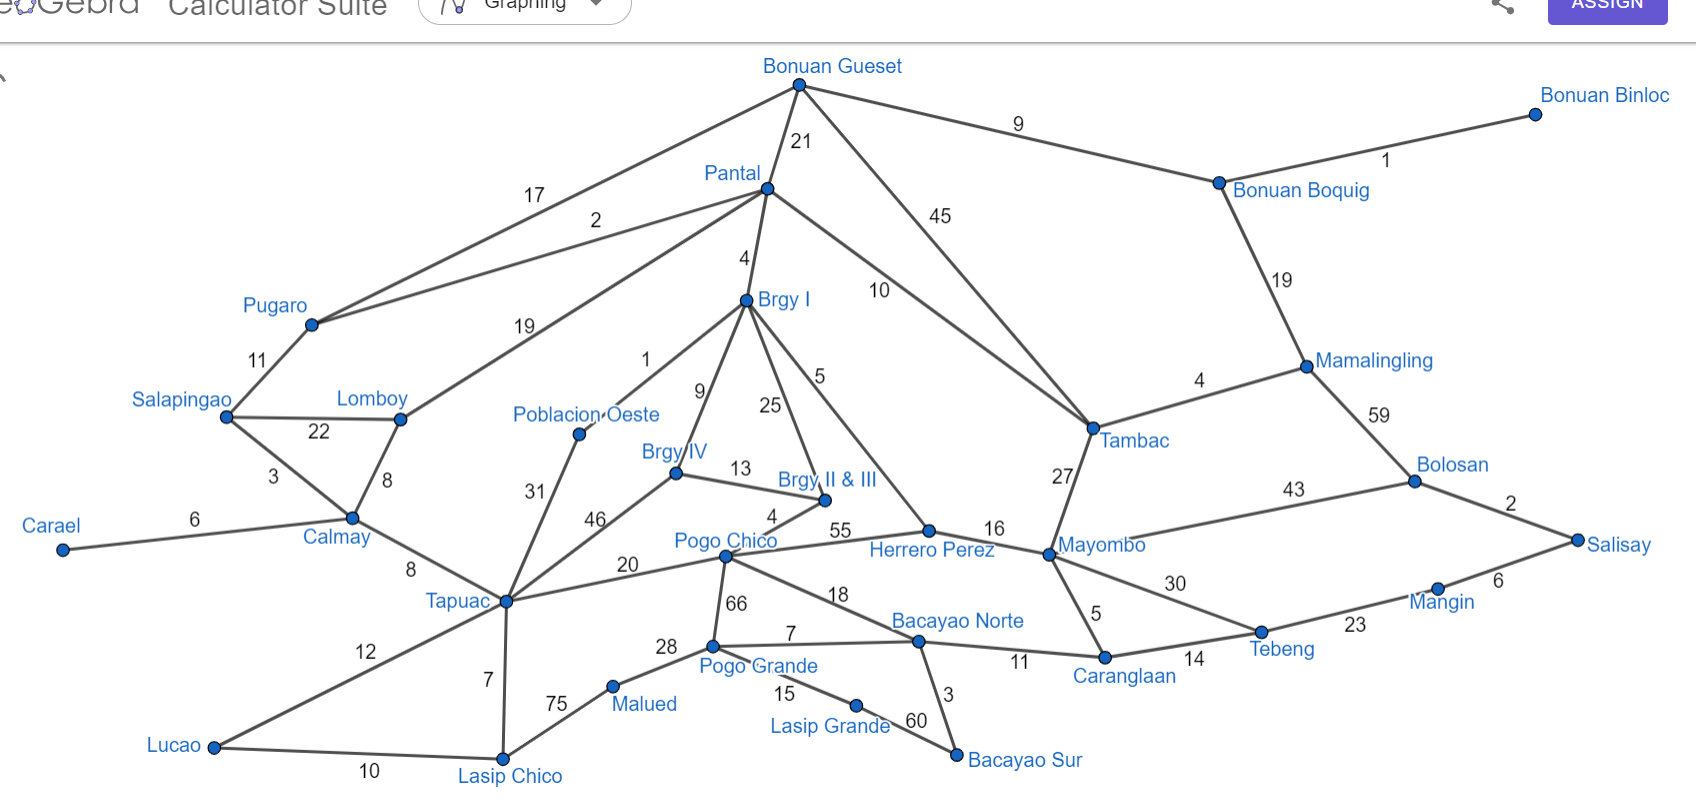 eoGebra Calculator Suite Graphing ASSIGN
Bonuan Gueset
Bonuan Binloc
9
21
1
Pantal
Bonuan Boquig
17
2
45
4
19
10
Pugaro
Brgy I
19
11
1
5
Mamalingling
4
9
Salapingao
Lomboy
25
Poblacion Oeste
59
22
Tambac
Brgy IV
13
Bolosan
3
8
Brgy II & III
27
31
43
2
6
46
4
Carael
55
16
Calmay
Pogo Chico
Herrero Perez
Mayombo
Salisay
8
20
30
6
Tapuac
66
18
Mangin
5
Bacayao Norte
23
12
28
7
Tebeng
11
14
7
Pogo Grande
Caranglaan
75
Malued
15
3
Lasip Grande
60
Lucao
10
Lasip Chico
Bacayao Sur